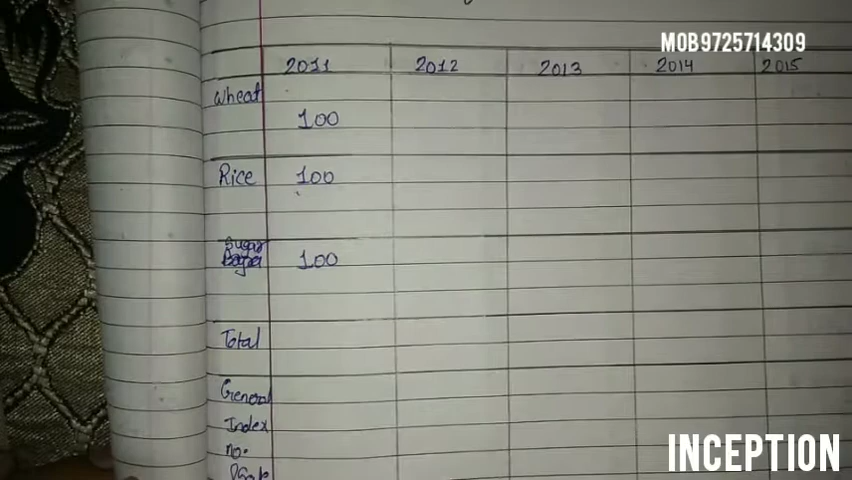 MOB9725714309
2011 2012 2013 2014 2015
Wheat
100
Rice 100
Sugar
100
Total
General
Index
no.
INCEPTION